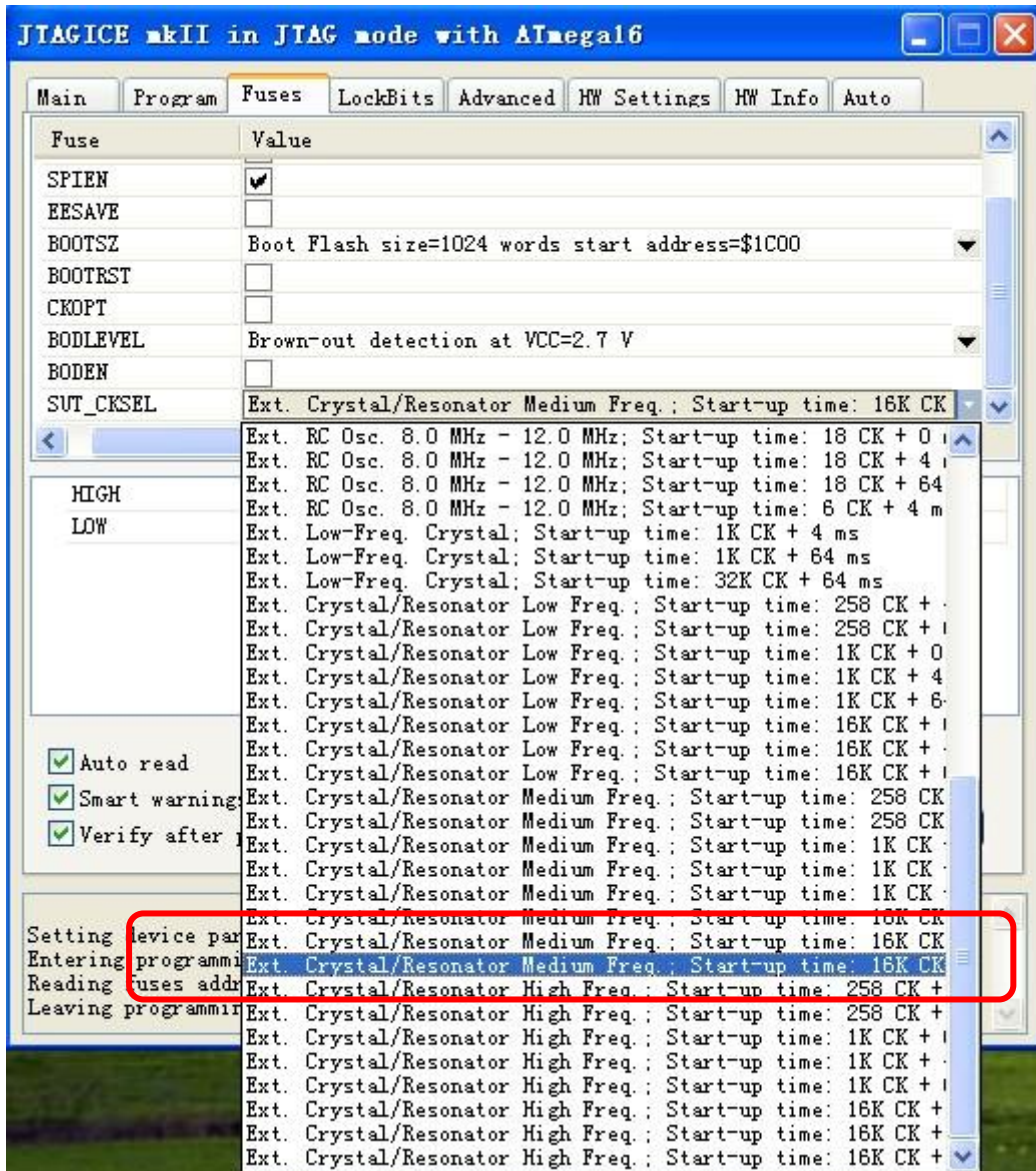 JTAGICE mkII in JTAG mode with ATmega16
Main Program Fuses LockBits Advanced HW Settings HW Info Auto
Fuse Value
SPIEN
EESAVE
BOOTSZ Boot Flash size=1024 words start address=$1C00
BOOTRST
CKOPT
BODLEVEL Brown-out detection at VCC=2.7 V
BODEN
SUT_CKSEL Ext. Crystal/Resonator Medium Freq.; Start-up time: 16K CK
Ext. RC Osc. 8.0 MHz - 12.0 MHz; Start-up time: 18 CK + 0
Ext. RC Osc. 8.0 MHz - 12.0 MHz; Start-up time: 18 CK + 4
HIGH Ext. RC Osc. 8.0 MHz - 12.0 MHz; Start-up time: 18 CK + 64
LOW Ext. RC Osc. 8.0 MHz - 12.0 MHz; Start-up time: 6 CK + 4 m
Ext. Low-Freq. Crystal; Start-up time: 1K CK + 4 ms
Ext. Low-Freq. Crystal; Start-up time: 1K CK + 64 ms
Ext. Low-Freq. Crystal; Start-up time: 32K CK + 64 ms
Ext. Crystal/Resonator Low Freq.; Start-up time: 258 CK +
Ext. Crystal/Resonator Low Freq.; Start-up time: 258 CK +
Ext. Crystal/Resonator Low Freq.; Start-up time: 1K CK + 0
Ext. Crystal/Resonator Low Freq.; Start-up time: 1K CK + 4
Ext. Crystal/Resonator Low Freq.; Start-up time: 1K CK + 6
Ext. Crystal/Resonator Low Freq.; Start-up time: 16K CK +
Ext. Crystal/Resonator Low Freq.; Start-up time: 16K CK +
Auto read Ext. Crystal/Resonator Low Freq.; Start-up time: 16K CK +
Smart warning Ext. Crystal/Resonator Medium Freq.; Start-up time: 258 CK
Verify after Ext. Crystal/Resonator Medium Freq.; Start-up time: 258 CK
Ext. Crystal/Resonator Medium Freq.; Start-up time: 1K CK
Ext. Crystal/Resonator Medium Freq.; Start-up time: 1K CK
Ext. Crystal/Resonator Medium Freq.; Start-up time: 1K CK
Ext. Crystal/Resonator Medium Freq.; Start-up time: 16K CK
Setting device par Ext. Crystal/Resonator Medium Freq.; Start-up time: 16K CK
Entering programmi Ext. Crystal/Resonator Medium Freq.; Start-up time: 16K CK
Reading fuses addr Ext. Crystal/Resonator High Freq.; Start-up time: 258 CK +
Leaving programmin Ext. Crystal/Resonator High Freq.; Start-up time: 258 CK +
Ext. Crystal/Resonator High Freq.; Start-up time: 1K CK +
Ext. Crystal/Resonator High Freq.; Start-up time: 1K CK +
Ext. Crystal/Resonator High Freq.; Start-up time: 1K CK +
Ext. Crystal/Resonator High Freq.; Start-up time: 16K CK +
Ext. Crystal/Resonator High Freq.; Start-up time: 16K CK +
Ext. Crystal/Resonator High Freq.; Start-up time: 16K CK +